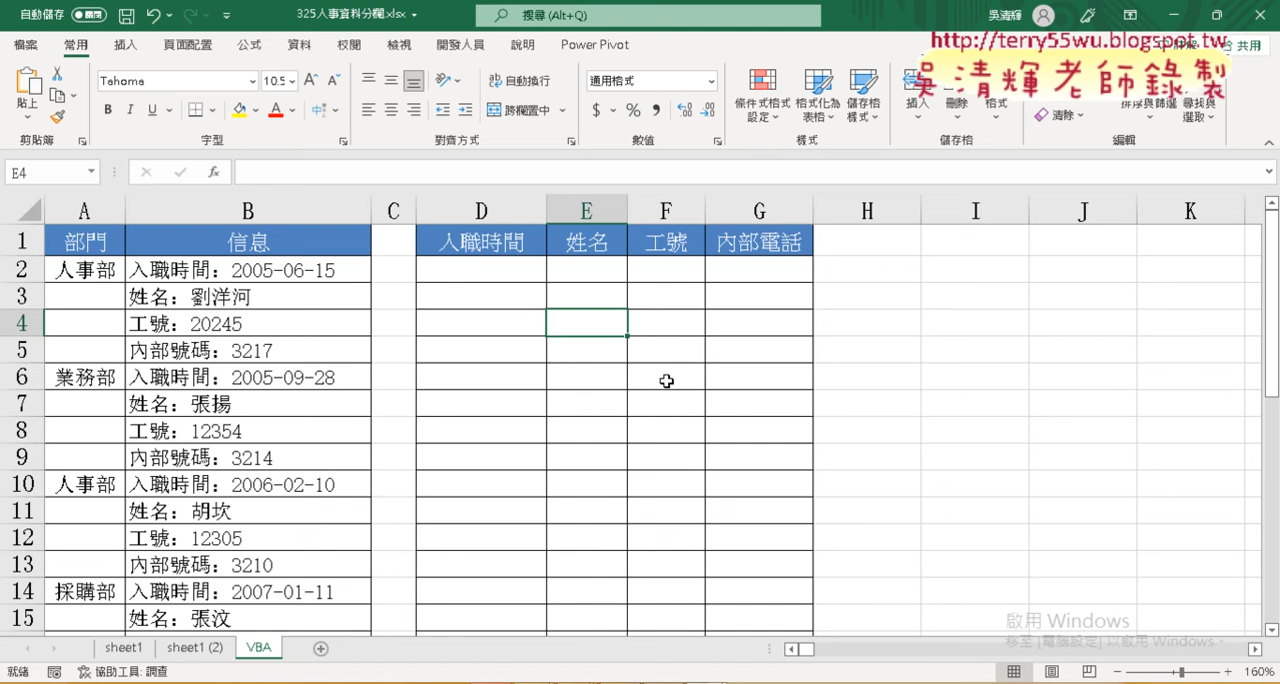 自動儲存 關閉 325人事資料分欄.xlsx 搜尋 (Alt+Q) 吳清輝
檔案 常用 插入 頁面配置 公式 資料 校閱 檢視 開發人員 說明 Power Pivot 共用
http://terry55wu.blogspot.tw
吳清輝老師錄製
貼上 Tahoma 10.5 自動換行 通用格式 條件式格式設定 格式化為表格 儲存格樣式 插入 刪除 格式 排序與篩選 尋找與選取
B I U 跨欄置中 $ % 清除
剪貼簿 字型 對齊方式 數值 樣式 儲存格 編輯
E4 fx
A B C D E F G H I J K
1 部門 信息 入職時間 姓名 工號 內部電話
2 人事部 入職時間：2005-06-15
3 姓名：劉洋河
4 工號：20245
5 內部號碼：3217
6 業務部 入職時間：2005-09-28
7 姓名：張揚
8 工號：12354
9 內部號碼：3214
10 人事部 入職時間：2006-02-10
11 姓名：胡坎
12 工號：12305
13 內部號碼：3210
14 採購部 入職時間：2007-01-11
15 姓名：張汶
啟用 Windows
移至 [電腦設定] 以啟用 Windows。
sheet1 sheet1 (2) VBA
就緒 協助工具: 調查 160%